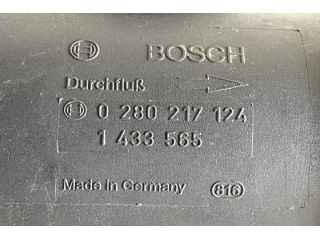 BOSCH
Durchfluß
0 280 217 124
1 433 565
Made in Germany 816